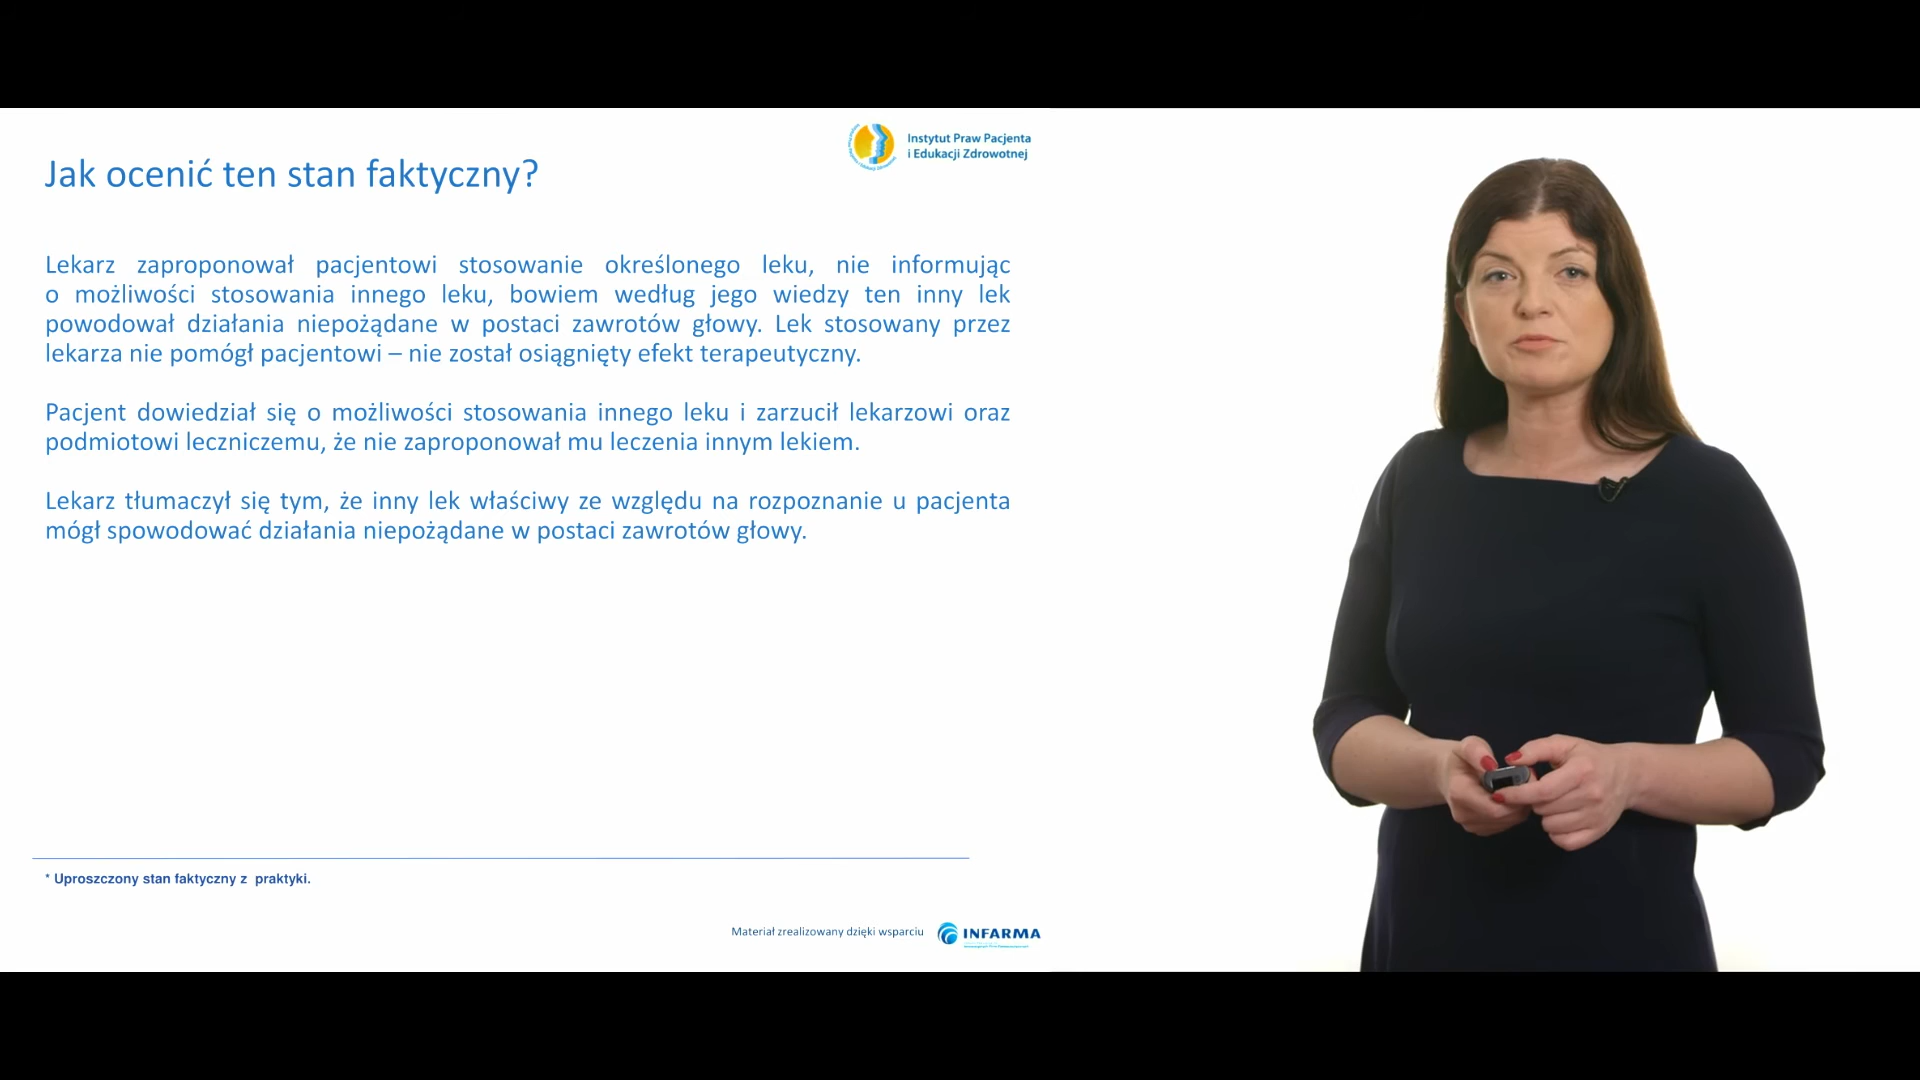 Instytut Praw Pacjenta
i Edukacji Zdrowotnej
Jak ocenić ten stan faktyczny?
Lekarz zaproponował pacjentowi stosowanie określonego leku, nie informując
o możliwości stosowania innego leku, bowiem według jego wiedzy ten inny lek
powodował działania niepożądane w postaci zawrotów głowy. Lek stosowany przez
lekarza nie pomógł pacjentowi – nie został osiągnięty efekt terapeutyczny.
Pacjent dowiedział się o możliwości stosowania innego leku i zarzucił lekarzowi oraz
podmiotowi leczniczemu, że nie zaproponował mu leczenia innym lekiem.
Lekarz tłumaczył się tym, że inny lek właściwy ze względu na rozpoznanie u pacjenta
mógł spowodować działania niepożądane w postaci zawrotów głowy.
* Uproszczony stan faktyczny z praktyki.
Materiał zrealizowany dzięki wsparciu
INFARMA